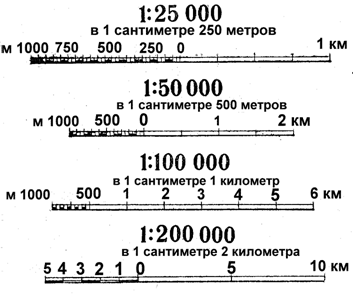 1:25 000
в 1 сантиметре 250 метров
м 1000 750 500 250 0 1 км
1:50 000
в 1 сантиметре 500 метров
м 1000 500 0 1 2 км
1:100 000
в 1 сантиметре 1 километр
м 1000 500 1 2 3 4 5 6 км
1:200 000
в 1 сантиметре 2 километра
5 4 3 2 1 0 5 10 км